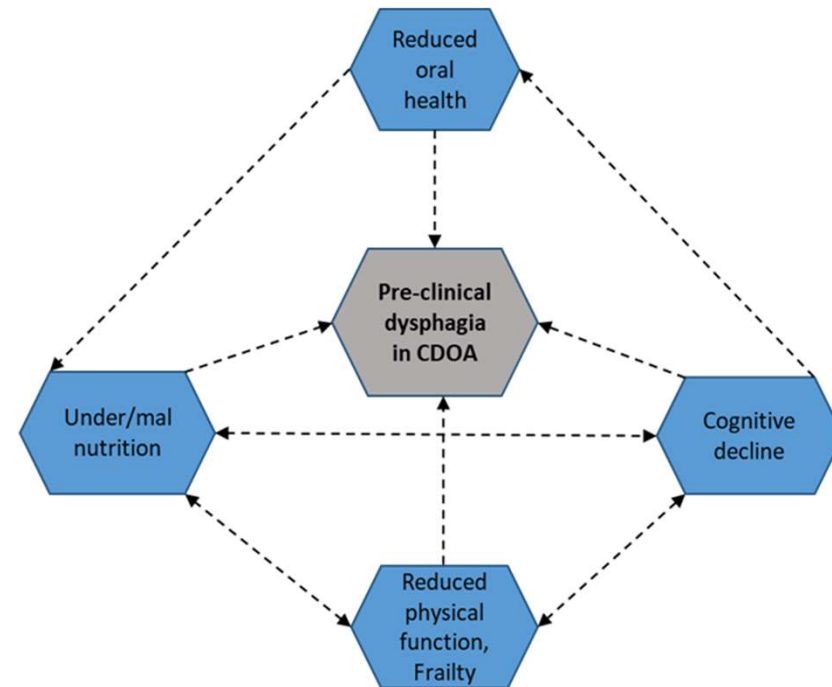 Reduced
oral
health
Pre-clinical
dysphagia
in CDOA
Under/mal
nutrition
Cognitive
decline
Reduced
physical
function,
Frailty